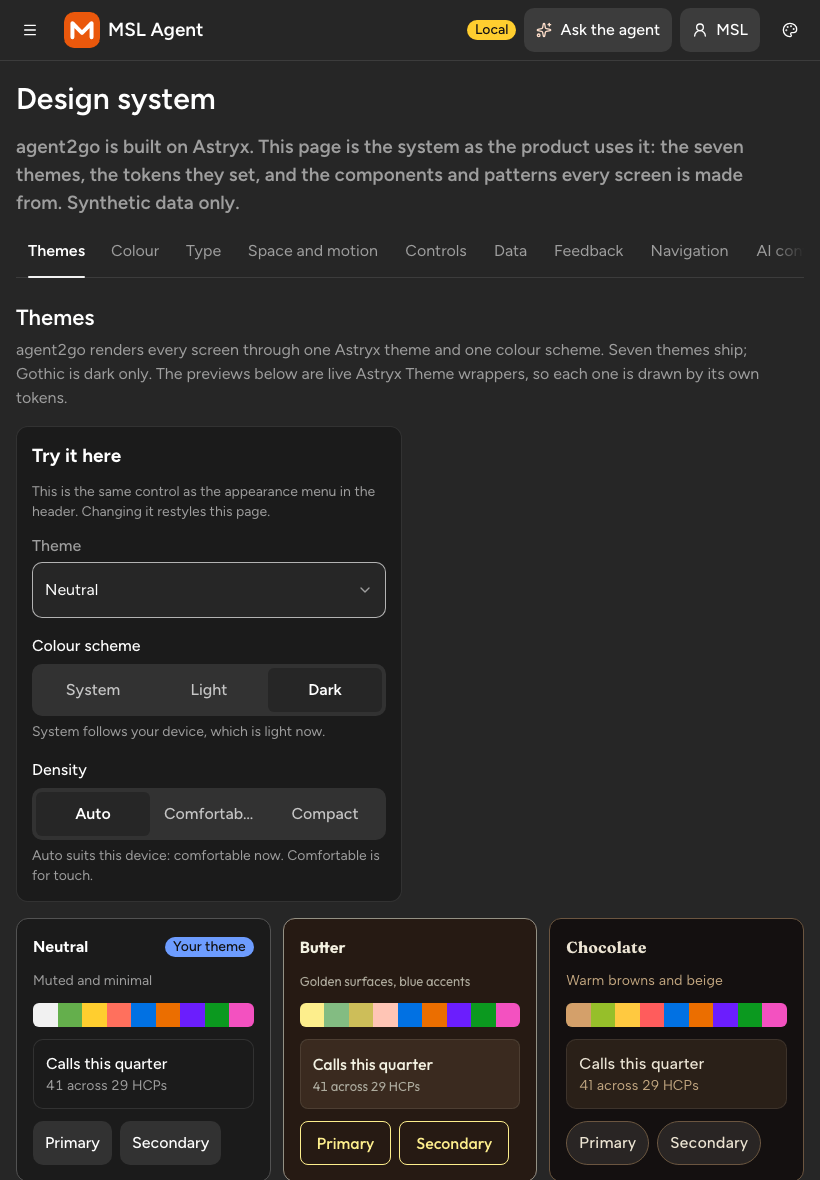 MSL Agent
Local
Ask the agent
MSL
Design system
agent2go is built on Astryx. This page is the system as the product uses it: the seven
themes, the tokens they set, and the components and patterns every screen is made
from. Synthetic data only.
Themes Colour Type Space and motion Controls Data Feedback Navigation AI con
Themes
agent2go renders every screen through one Astryx theme and one colour scheme. Seven themes ship;
Gothic is dark only. The previews below are live Astryx Theme wrappers, so each one is drawn by its own
tokens.
Try it here
This is the same control as the appearance menu in the
header. Changing it restyles this page.
Theme
Neutral
Colour scheme
System Light Dark
System follows your device, which is light now.
Density
Auto Comfortab... Compact
Auto suits this device: comfortable now. Comfortable is
for touch.
Neutral Your theme
Muted and minimal
Calls this quarter
41 across 29 HCPs
Primary Secondary
Butter
Golden surfaces, blue accents
Calls this quarter
41 across 29 HCPs
Primary Secondary
Chocolate
Warm browns and beige
Calls this quarter
41 across 29 HCPs
Primary Secondary